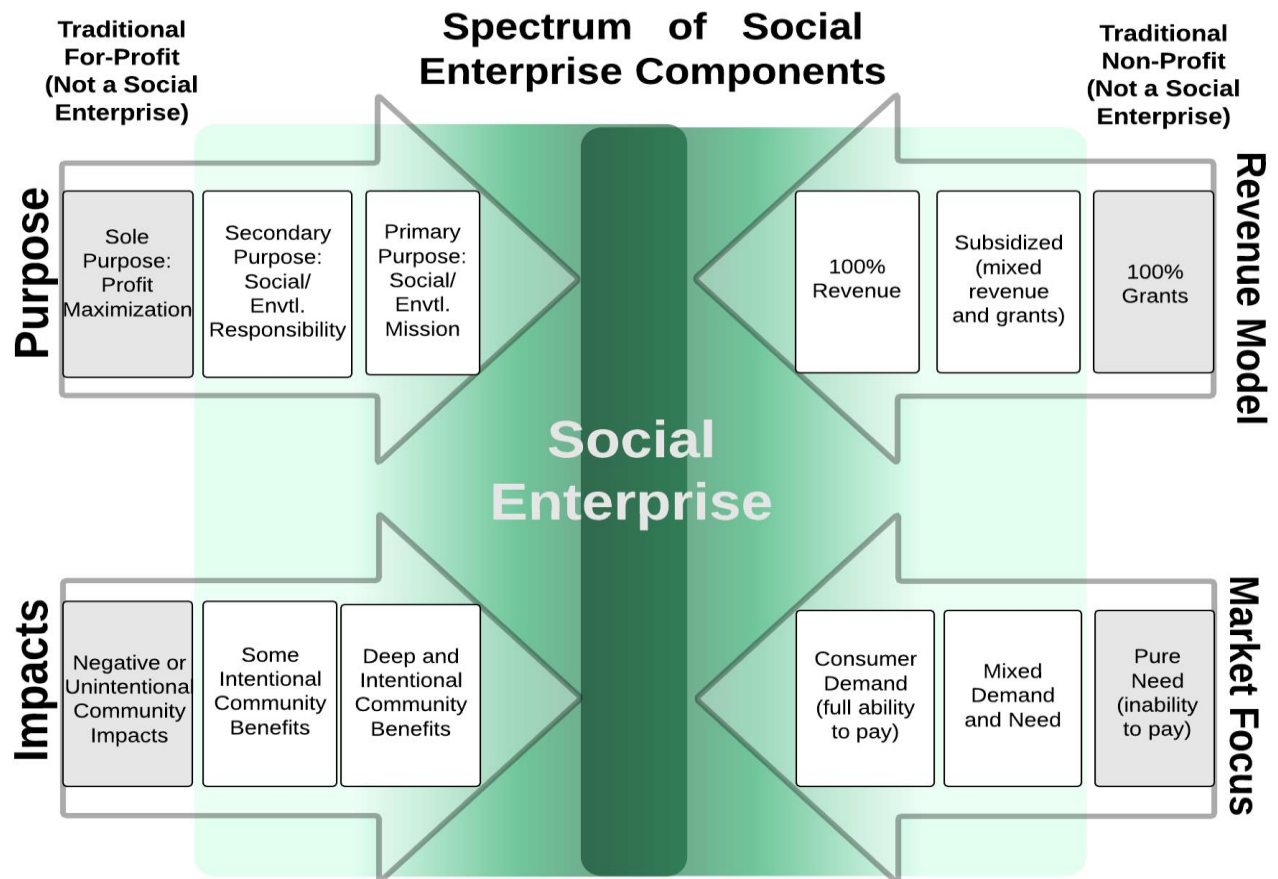 Spectrum of Social
Enterprise Components
Traditional
For-Profit
(Not a Social
Enterprise)
Traditional
Non-Profit
(Not a Social
Enterprise)
Purpose
Sole
Purpose:
Profit
Maximization
Secondary
Purpose:
Social/
Envtl.
Responsibility
Primary
Purpose:
Social/
Envtl.
Mission
100%
Revenue
Subsidized
(mixed
revenue
and grants)
100%
Grants
Revenue Model
Social
Enterprise
Impacts
Negative or
Unintentional
Community
Impacts
Some
Intentional
Community
Benefits
Deep and
Intentional
Community
Benefits
Consumer
Demand
(full ability
to pay)
Mixed
Demand
and Need
Pure
Need
(inability
to pay)
Market Focus